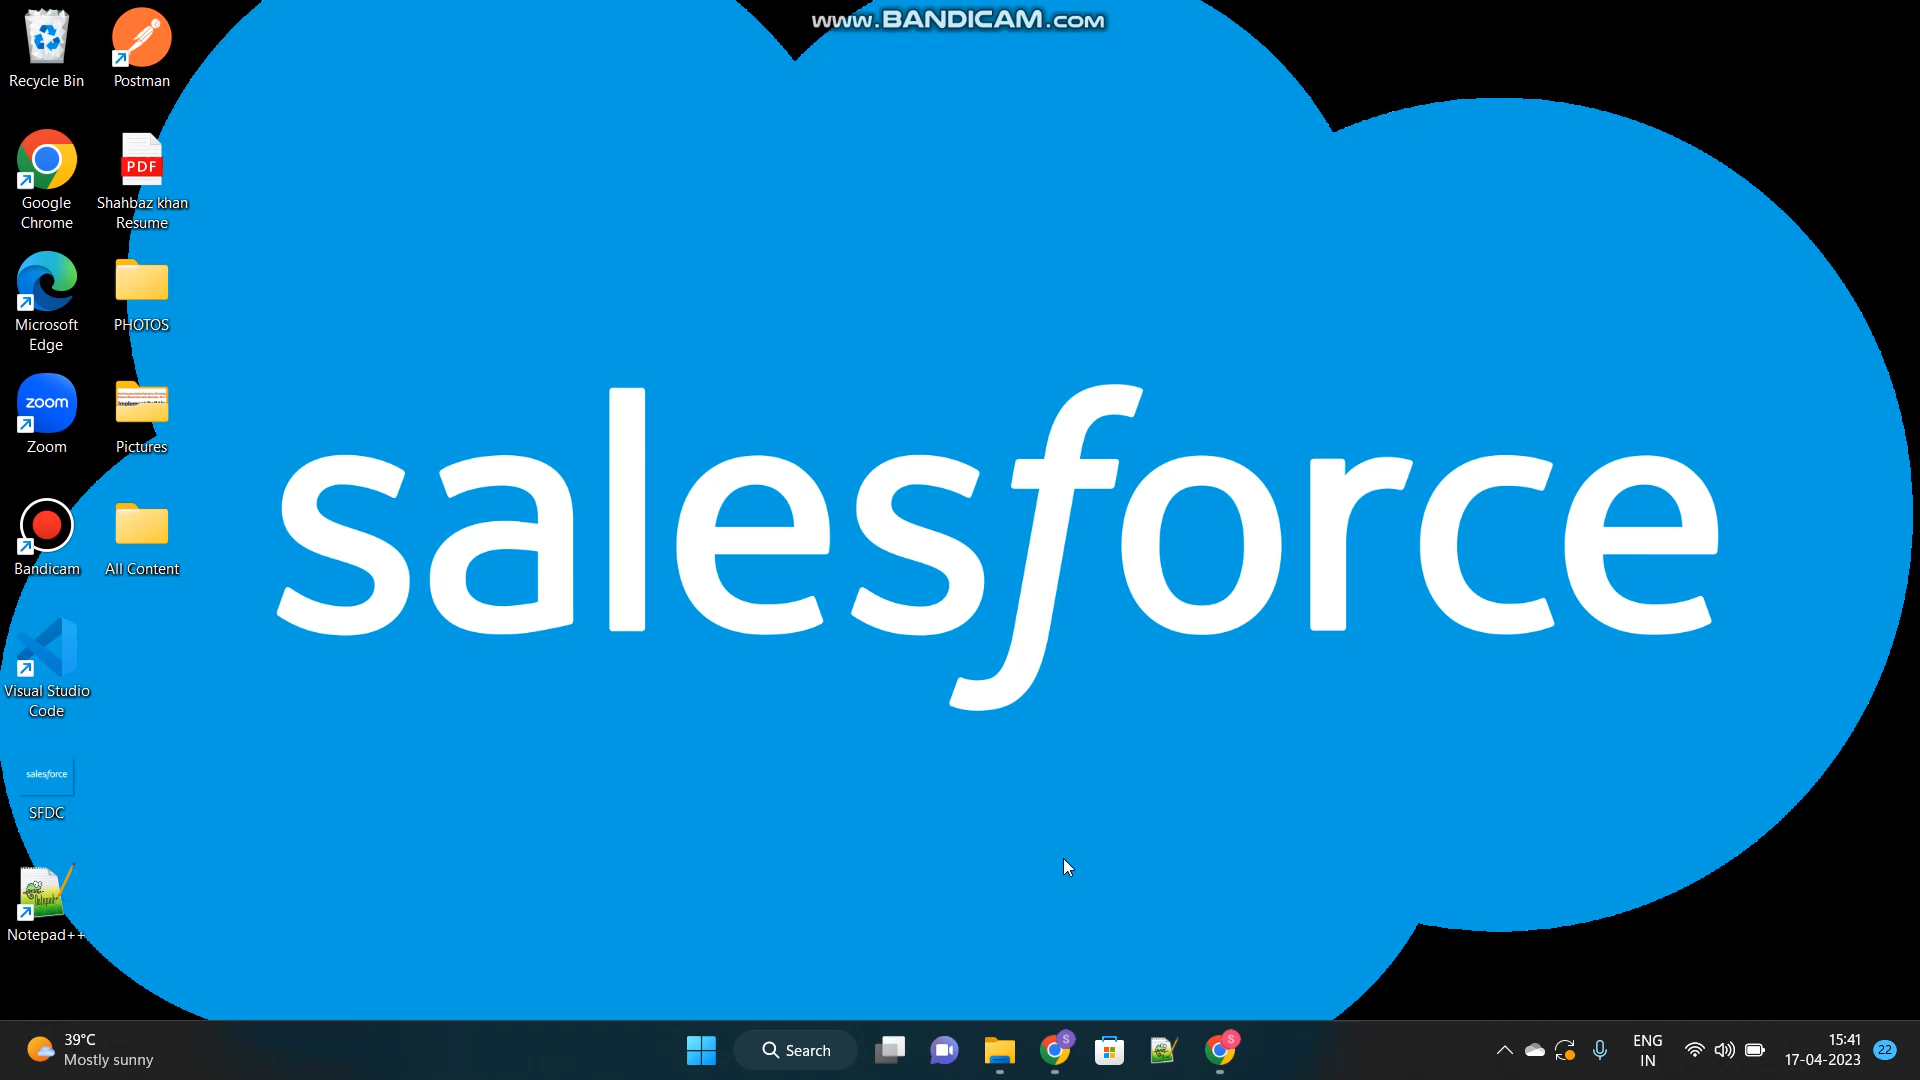 www.BANDICAM.com
Recycle Bin
Postman
Google
Chrome
PDF
Shahbaz khan
Resume
Microsoft
Edge
PHOTOS
zoom
Zoom
Pictures
Bandicam
All Content
salesforce
Visual Studio
Code
salesforce
SFDC
Notepad++
39°C
Mostly sunny
Search
S
S
ENG
IN
15:41
17-04-2023
22